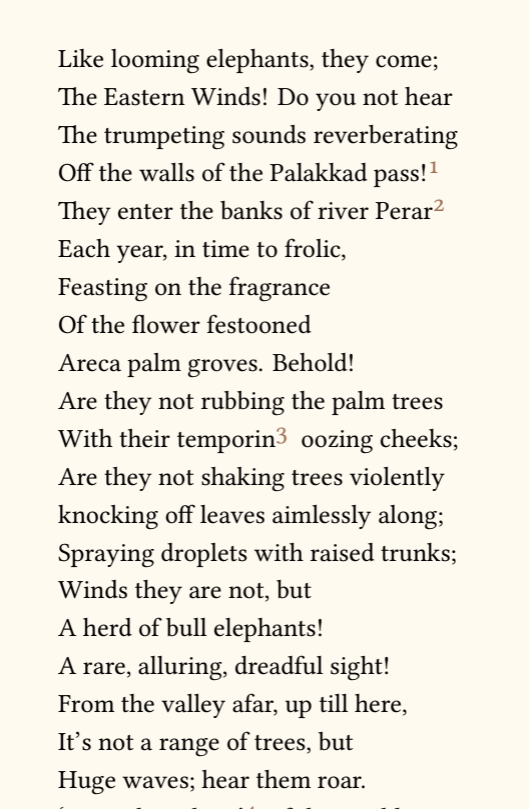 Like looming elephants, they come;
The Eastern Winds! Do you not hear
The trumpeting sounds reverberating
Off the walls of the Palakkad pass!¹
They enter the banks of river Perar²
Each year, in time to frolic,
Feasting on the fragrance
Of the flower festooned
Areca palm groves. Behold!
Are they not rubbing the palm trees
With their temporin³ oozing cheeks;
Are they not shaking trees violently
knocking off leaves aimlessly along;
Spraying droplets with raised trunks;
Winds they are not, but
A herd of bull elephants!
A rare, alluring, dreadful sight!
From the valley afar, up till here,
It’s not a range of trees, but
Huge waves; hear them roar.